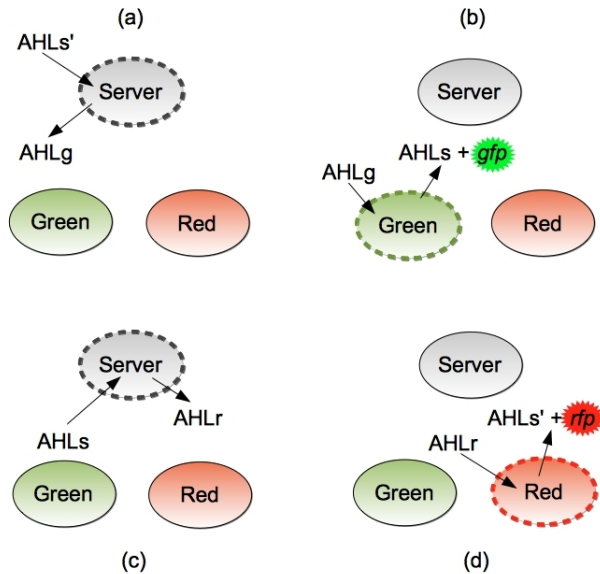 (a)
AHLs'
Server
AHLg
Green
Red
(b)
Server
AHLs + gfp
AHLg
Green
Red
Server
AHLr
AHLs
Green
Red
(c)
Server
AHLs' + rfp
AHLr
Green
Red
(d)